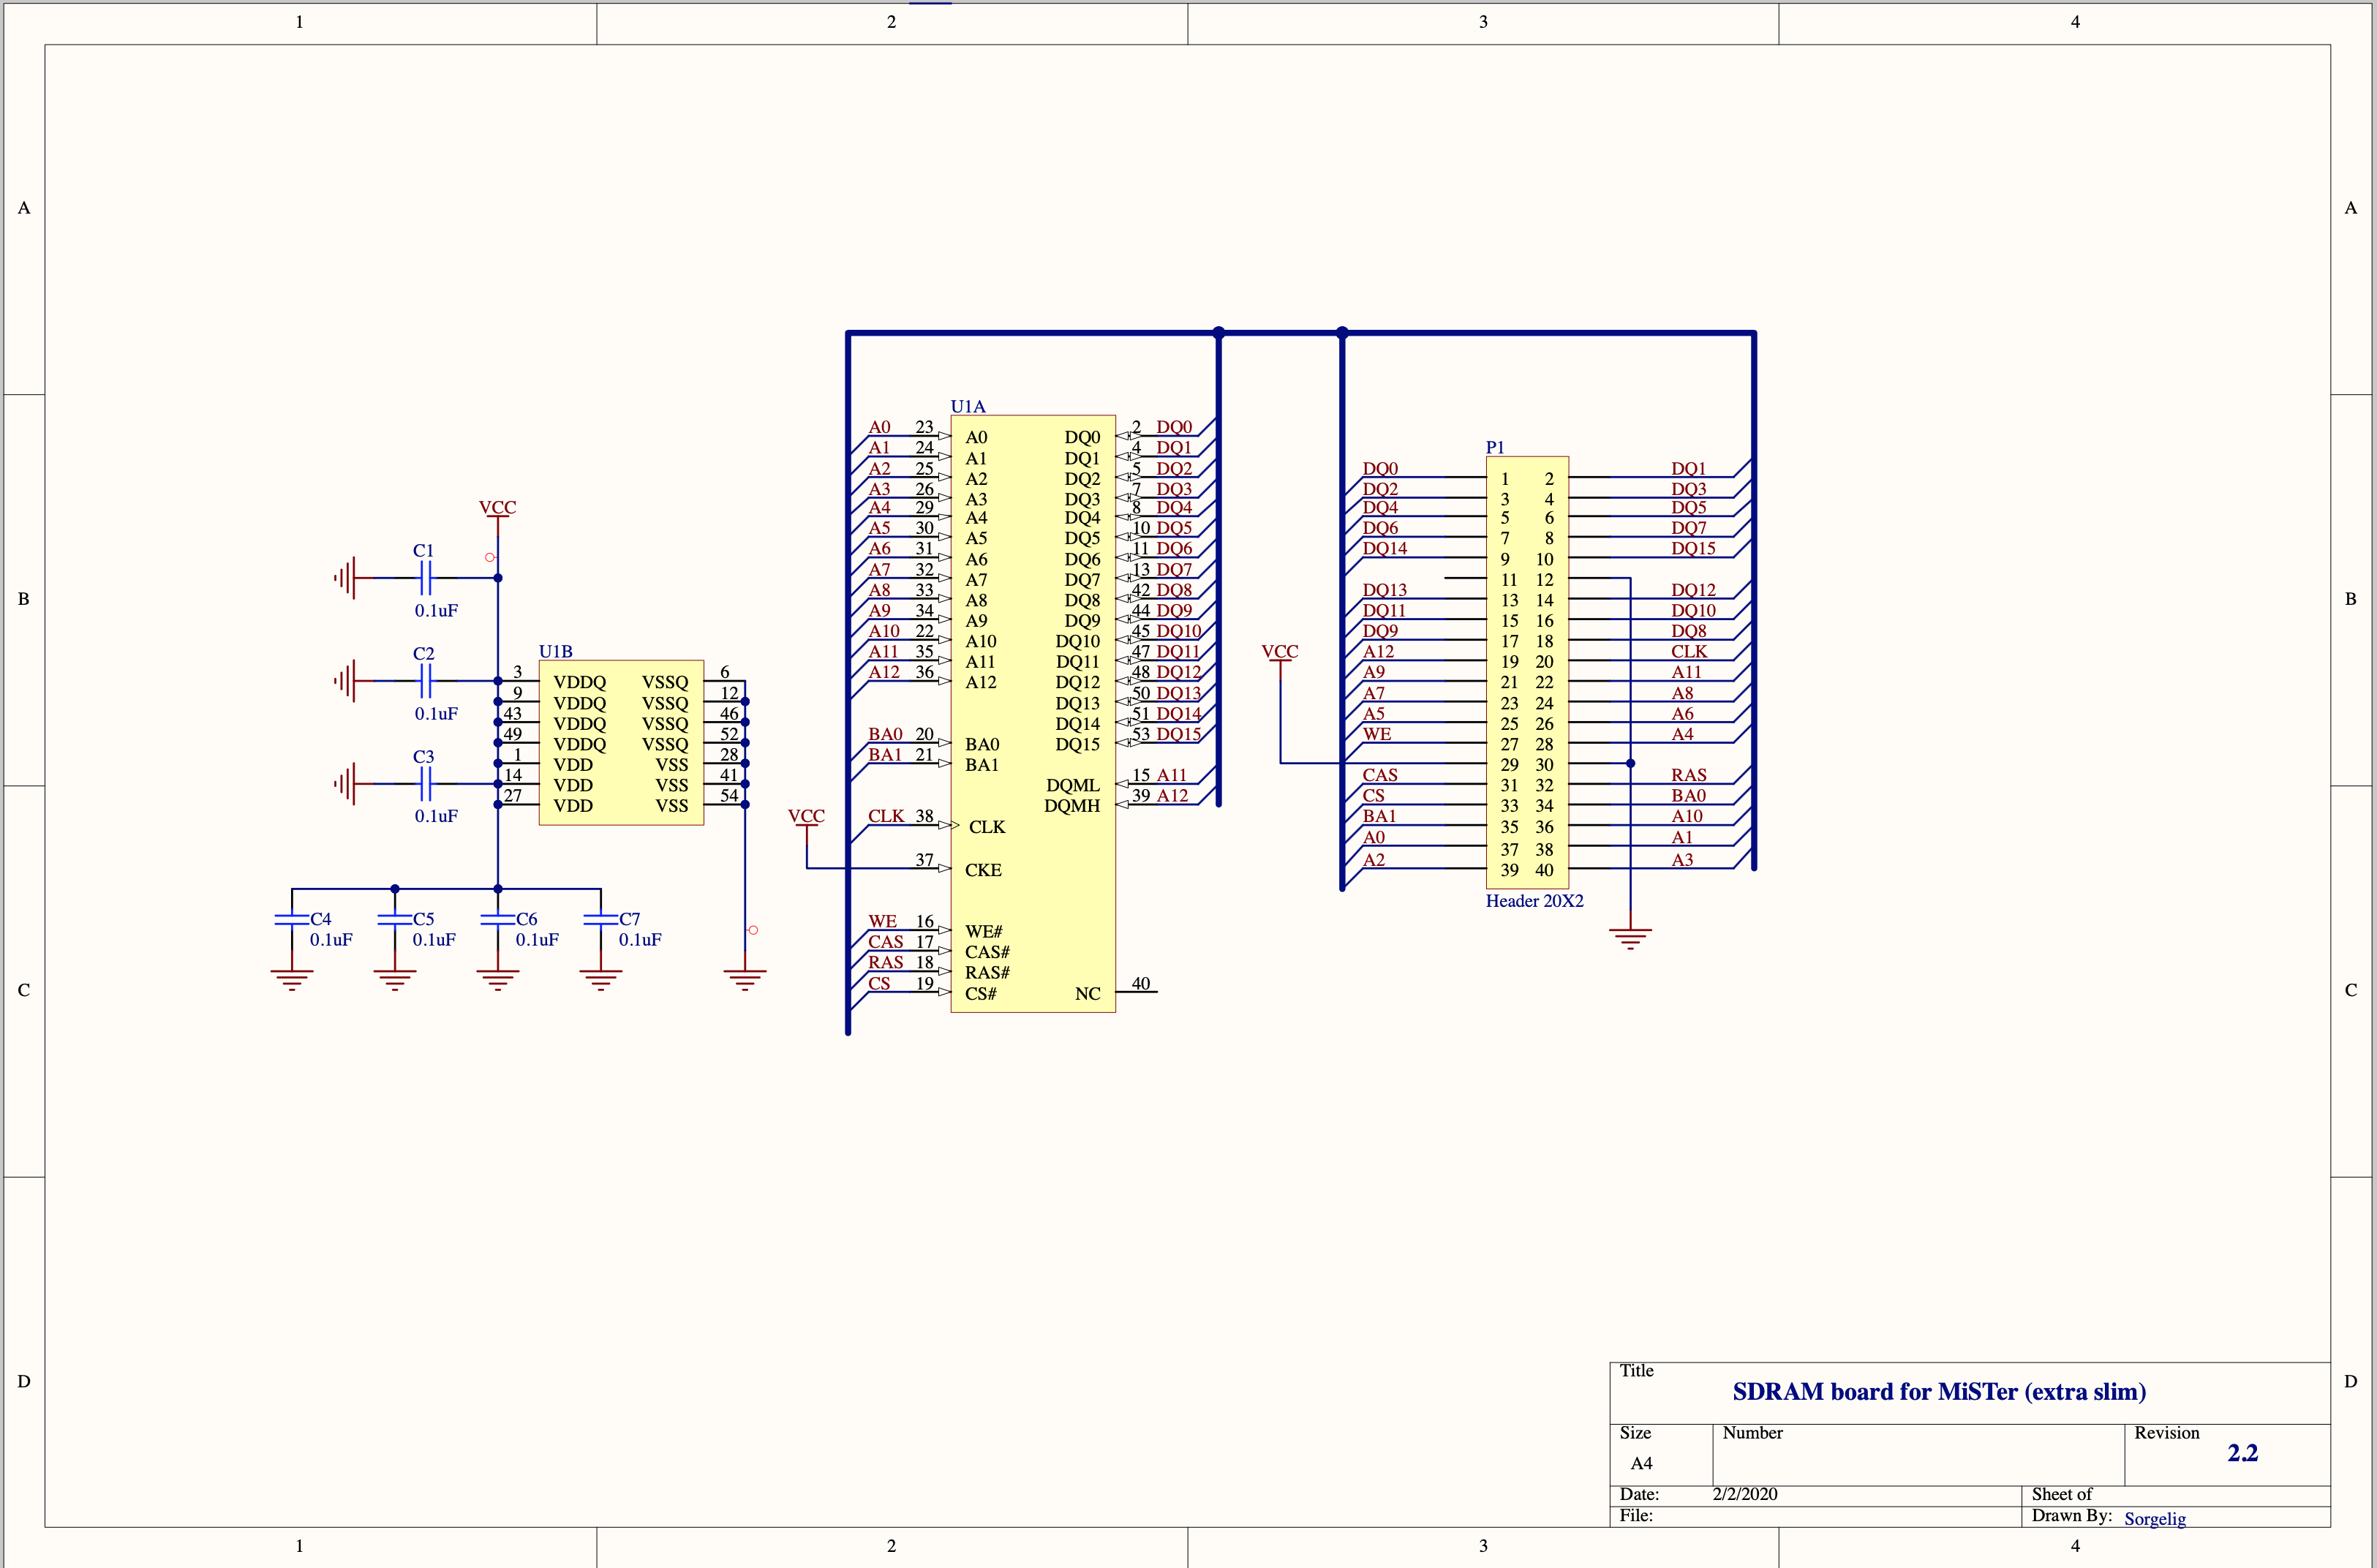 1 2 3 4
A A
U1A
A0 23 A0 DQ0 2 DQ0
A1 24 A1 DQ1 4 DQ1
A2 25 A2 DQ2 5 DQ2
A3 26 A3 DQ3 7 DQ3
A4 29 A4 DQ4 8 DQ4
A5 30 A5 DQ5 10 DQ5
A6 31 A6 DQ6 11 DQ6
A7 32 A7 DQ7 13 DQ7
A8 33 A8 DQ8 42 DQ8
A9 34 A9 DQ9 44 DQ9
A10 22 A10 DQ10 45 DQ10
A11 35 A11 DQ11 47 DQ11
A12 36 A12 DQ12 48 DQ12
DQ13 50 DQ13
DQ14 51 DQ14
BA0 20 BA0 DQ15 53 DQ15
BA1 21 BA1
DQML 15 A11
DQMH 39 A12
CLK 38 CLK
VCC
37 CKE
WE 16 WE#
CAS 17 CAS#
RAS 18 RAS#
CS 19 CS# NC 40
P1
DQ0 1 2 DQ1
DQ2 3 4 DQ3
DQ4 5 6 DQ5
DQ6 7 8 DQ7
DQ14 9 10 DQ15
11 12
DQ13 13 14 DQ12
DQ11 15 16 DQ10
DQ9 17 18 DQ8
A12 19 20 CLK
A9 21 22 A11
A7 23 24 A8
A5 25 26 A6
WE 27 28 A4
VCC 29 30
CAS 31 32 RAS
CS 33 34 BA0
BA1 35 36 A10
A0 37 38 A1
A2 39 40 A3
Header 20X2
VCC
C1
0.1uF
B B
C2
0.1uF
U1B
3 VDDQ VSSQ 6
9 VDDQ VSSQ 12
43 VDDQ VSSQ 46
49 VDDQ VSSQ 52
1 VDD VSS 28
14 VDD VSS 41
27 VDD VSS 54
C3
0.1uF
C4 C5 C6 C7
0.1uF 0.1uF 0.1uF 0.1uF
C C
D D
Title
SDRAM board for MiSTer (extra slim)
Size Number Revision
A4 2.2
Date: 2/2/2020 Sheet of
File: Drawn By: Sorgelig
1 2 3 4